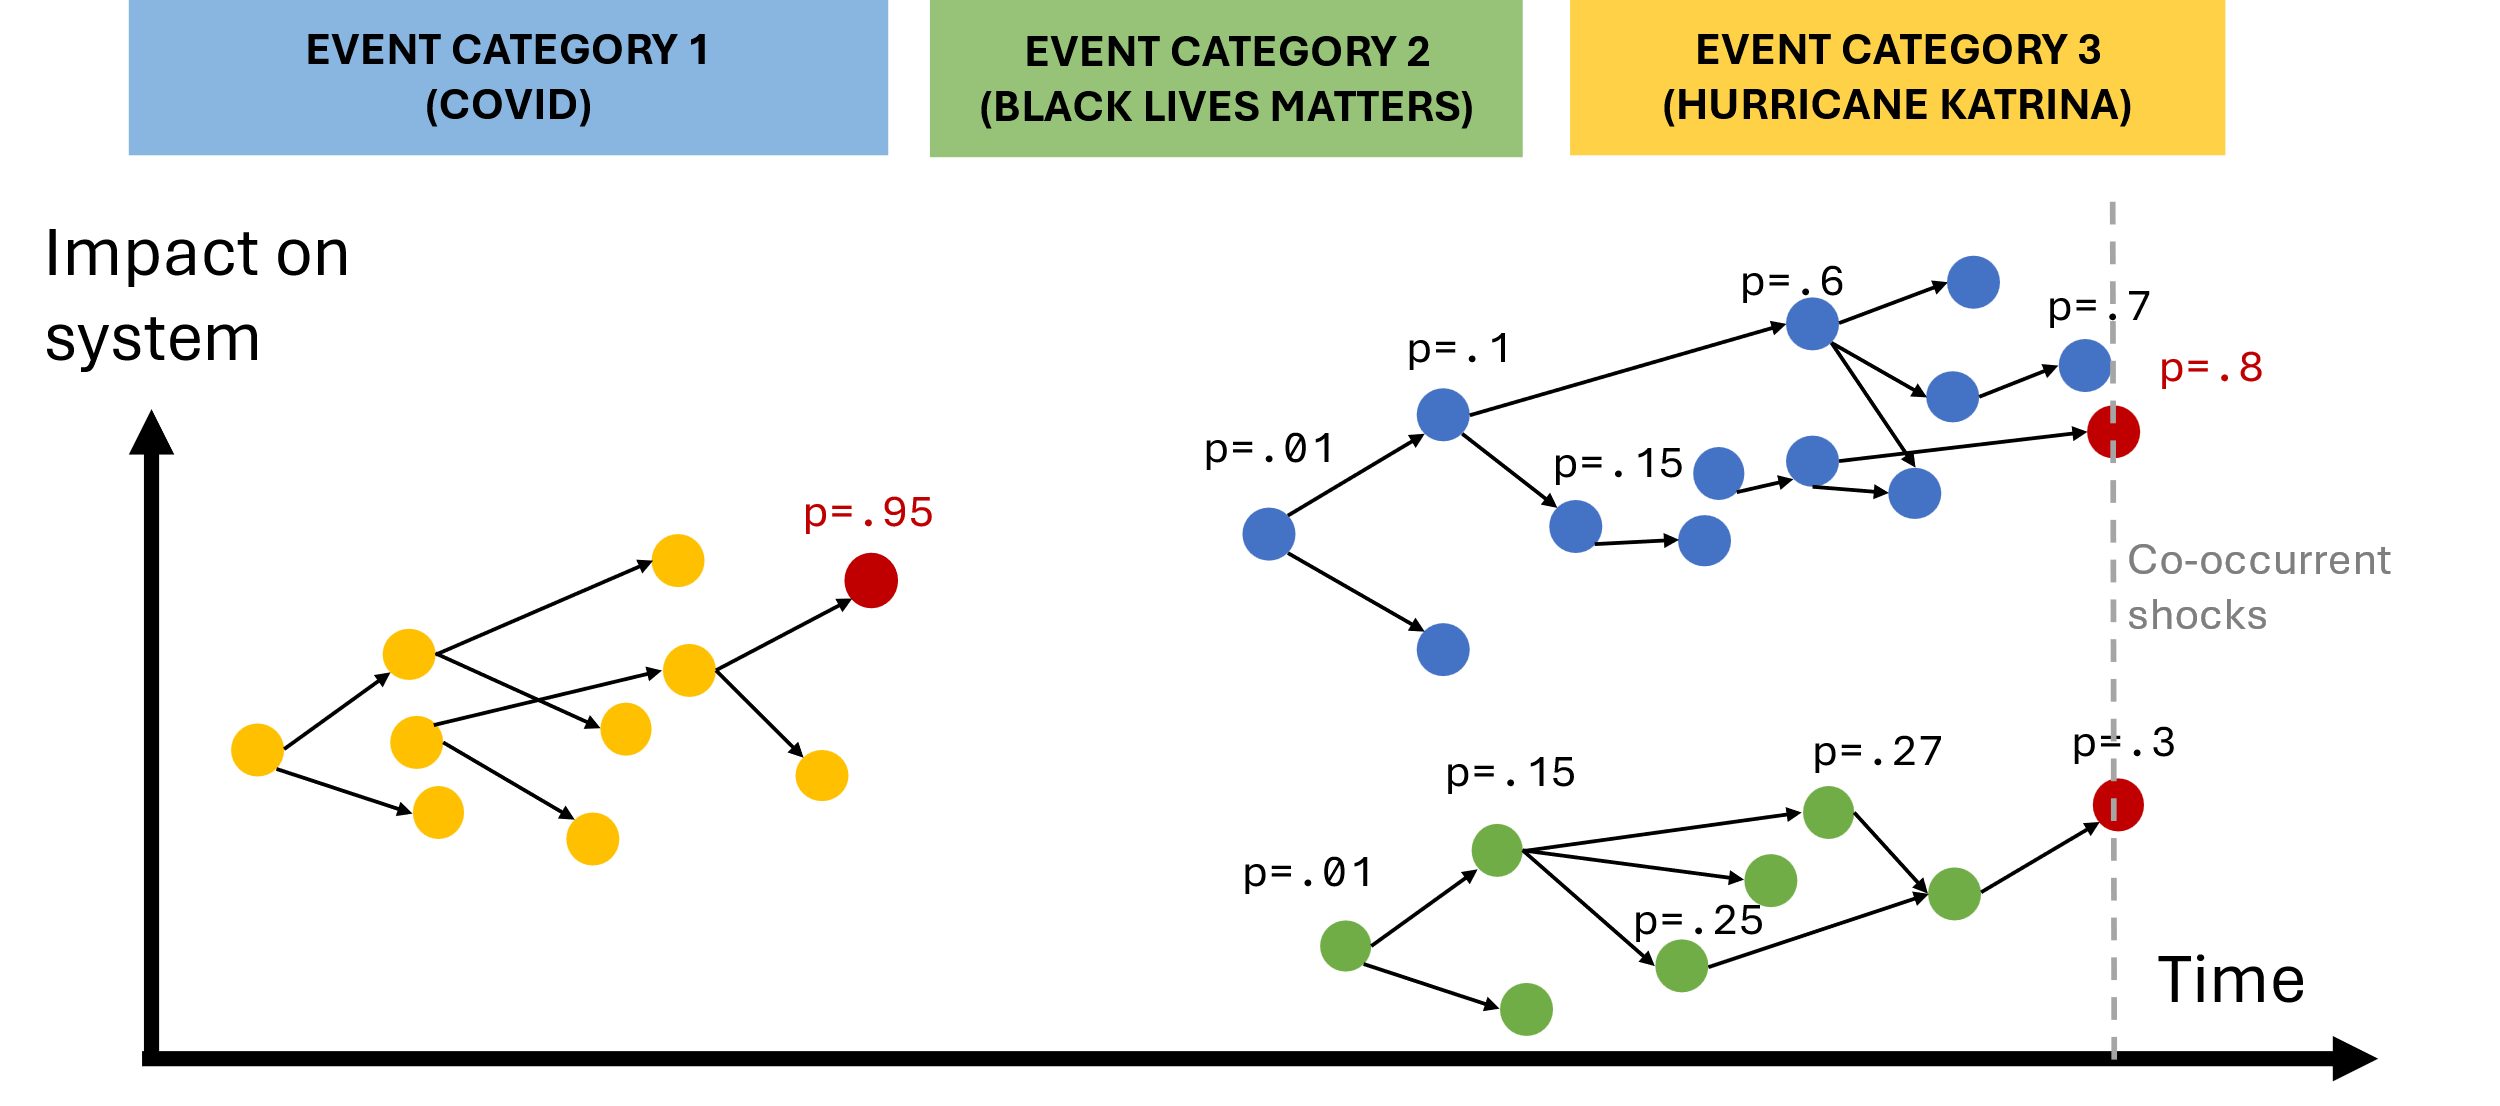 EVENT CATEGORY 1
(COVID)
EVENT CATEGORY 2
(BLACK LIVES MATTERS)
EVENT CATEGORY 3
(HURRICANE KATRINA)
Impact on
system
p=.6
p=.7
p=.1
p=.8
p=.01
p=.15
p=.95
Co-occurrent
shocks
p=.3
p=.27
p=.15
p=.01
p=.25
Time